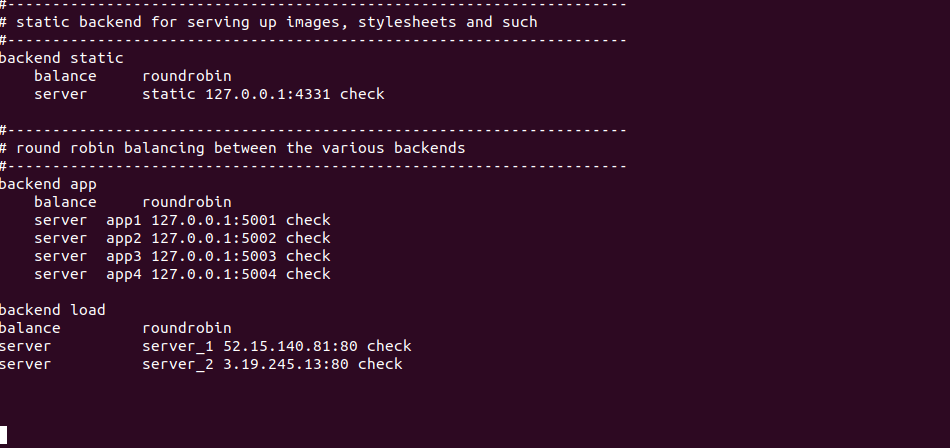 #---------------------------------------------------------------------
# static backend for serving up images, stylesheets and such
#---------------------------------------------------------------------
backend static
    balance     roundrobin
    server      static 127.0.0.1:4331 check

#---------------------------------------------------------------------
# round robin balancing between the various backends
#---------------------------------------------------------------------
backend app
    balance     roundrobin
    server  app1 127.0.0.1:5001 check
    server  app2 127.0.0.1:5002 check
    server  app3 127.0.0.1:5003 check
    server  app4 127.0.0.1:5004 check

backend load
balance         roundrobin
server          server_1 52.15.140.81:80 check
server          server_2 3.19.245.13:80 check